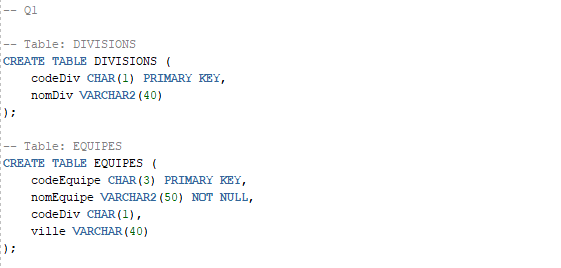 -- Q1
-- Table: DIVISIONS
CREATE TABLE DIVISIONS (
codeDiv CHAR(1) PRIMARY KEY,
nomDiv VARCHAR2(40)
);
-- Table: EQUIPES
CREATE TABLE EQUIPES (
codeEquipe CHAR(3) PRIMARY KEY,
nomEquipe VARCHAR2(50) NOT NULL,
codeDiv CHAR(1),
ville VARCHAR(40)
);